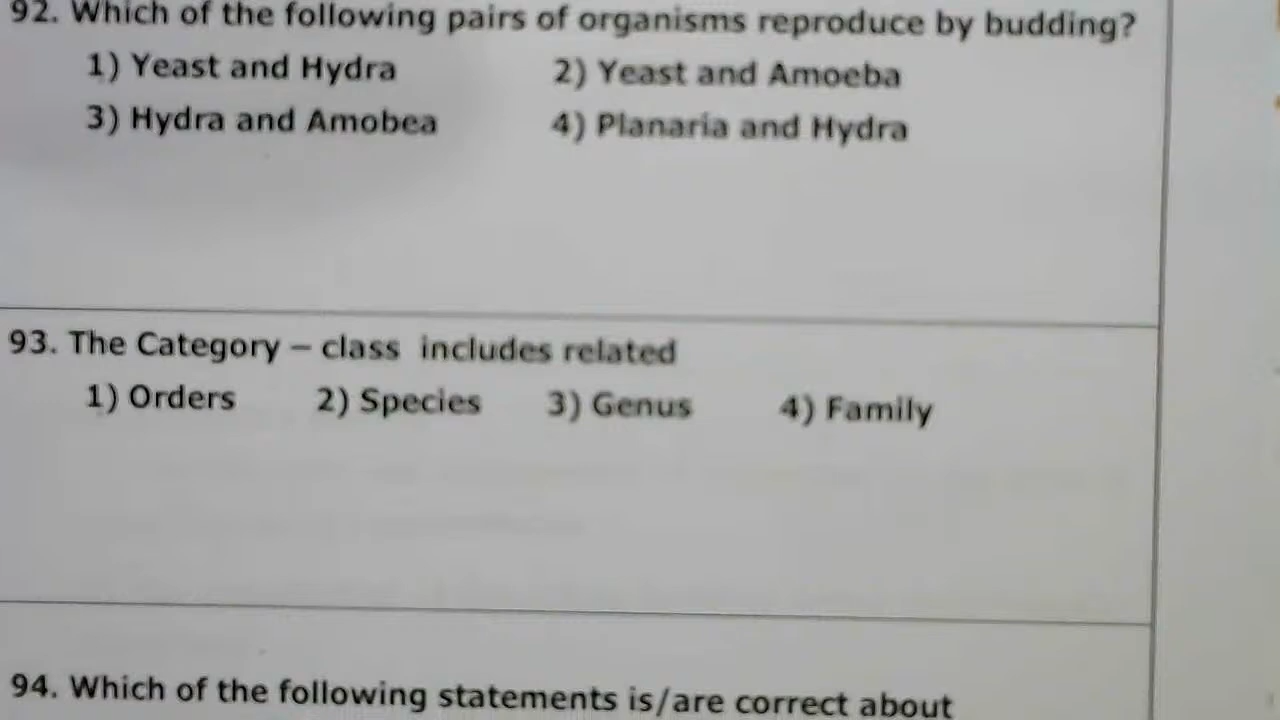 92. Which of the following pairs of organisms reproduce by budding?
1) Yeast and Hydra 2) Yeast and Amoeba
3) Hydra and Amobea 4) Planaria and Hydra
93. The Category – class includes related
1) Orders 2) Species 3) Genus 4) Family
94. Which of the following statements is/are correct about